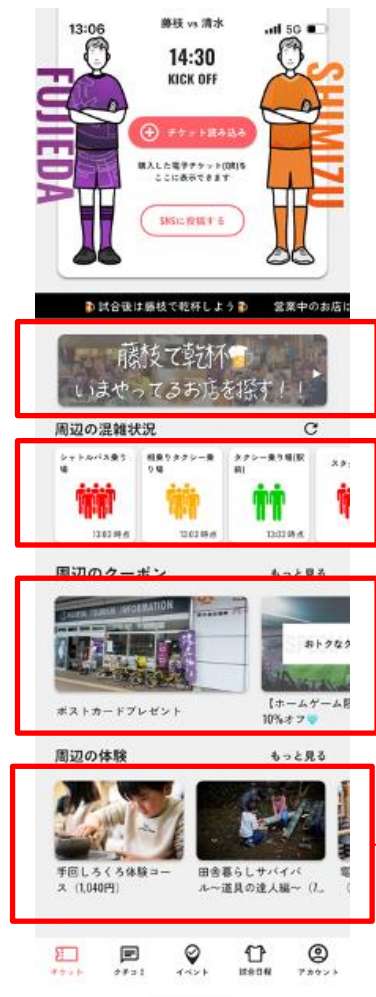 13:06
藤枝 vs 清水
5G
14:30
KICK OFF
FUJIEDA
SHIMIZU
チケット読み込み
購入した電子チケット(QR)を
ここに表示できます
SNSに投稿する
試合後は藤枝で乾杯しよう
営業中のお店に
藤枝で乾杯
いまやってるお店を探す！！
周辺の混雑状況
シャトルバス乗り
場
13:03 時点
相乗りタクシー乗
り場
13:03 時点
タクシー乗り場(駅
前)
13:03 時点
スタ
周辺のクーポン
もっと見る
TOURISM INFORMATION
ポストカードプレゼント
おトクなク
【ホームゲーム限
10%オフ
周辺の体験
もっと見る
手回しろくろ体験コー
ス（1,040円）
田舎暮らしサバイバ
ル〜道具の達人編〜（7...
電
（
チケット
クチコミ
イベント
試合日程
アカウント